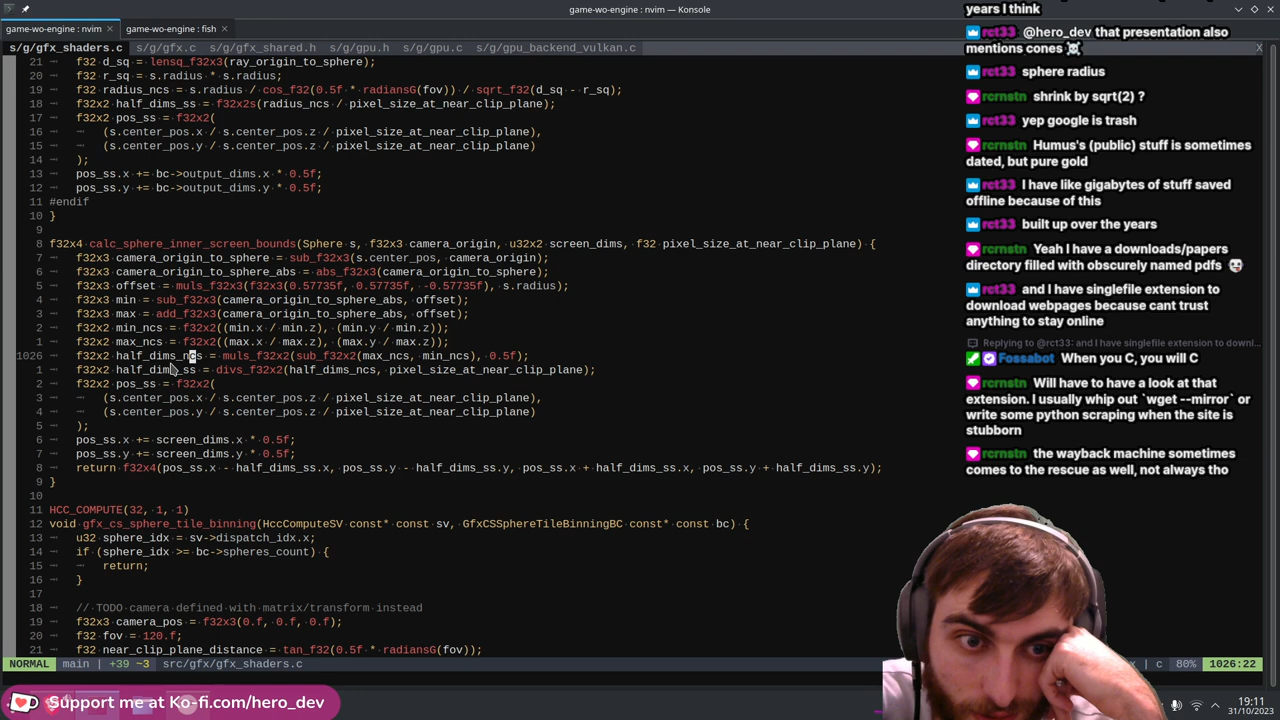 game-wo-engine : nvim — Konsole
game-wo-engine : nvim
game-wo-engine : fish
s/g/gfx_shaders.c s/g/gfx.c s/g/gfx_s s/g/gpu.h s/g/gpu.c s/g/gpu_backend_vulkan.c X
21 f32 d_sq = lensq_f32x3(ray_origin_to_sphere);
20 f32 r_sq = s.radius * s.radius;
19 f32 radius_ncs = s.radius / cos_f32(0.5f * radiansG(fov)) / sqrt_f32(d_sq - r_sq);
18 f32x2 half_dims_ss = f32x2s(radius_ncs / pixel_size_at_near_clip_plane);
17 f32x2 pos_ss = f32x2(
16 (s.center_pos.x / s.center_pos.z / pixel_size_at_near_clip_plane),
15 (s.center_pos.y / s.center_pos.z / pixel_size_at_near_clip_plane)
14 );
13 pos_ss.x += bc->output_dims.x * 0.5f;
12 pos_ss.y += bc->output_dims.y * 0.5f;
11 #endif
10 }
9
8 f32x4 calc_sphere_inner_screen_bounds(Sphere s, f32x3 camera_origin, u32x2 screen_dims, f32 pixel_size_at_near_clip_plane) {
7 f32x3 camera_origin_to_sphere = sub_f32x3(s.center_pos, camera_origin);
6 f32x3 camera_origin_to_sphere_abs = abs_f32x3(camera_origin_to_sphere);
5 f32x3 offset = muls_f32x3(f32x3(0.57735f, 0.57735f, -0.57735f), s.radius);
4 f32x3 min = sub_f32x3(camera_origin_to_sphere_abs, offset);
3 f32x3 max = add_f32x3(camera_origin_to_sphere_abs, offset);
2 f32x2 min_ncs = f32x2((min.x / min.z), (min.y / min.z));
1 f32x2 max_ncs = f32x2((max.x / max.z), (max.y / max.z));
1026 f32x2 half_dims_ncs = muls_f32x2(sub_f32x2(max_ncs, min_ncs), 0.5f);
1 f32x2 half_dims_ss = divs_f32x2(half_dims_ncs, pixel_size_at_near_clip_plane);
2 f32x2 pos_ss = f32x2(
3 (s.center_pos.x / s.center_pos.z / pixel_size_at_near_clip_plane),
4 (s.center_pos.y / s.center_pos.z / pixel_size_at_near_clip_plane)
5 );
6 pos_ss.x += screen_dims.x * 0.5f;
7 pos_ss.y += screen_dims.y * 0.5f;
8 return f32x4(pos_ss.x - half_dims_ss.x, pos_ss.y - half_dims_ss.y, pos_ss.x + half_dims_ss.x, pos_ss.y + half_dims_ss.y);
9 }
10
11 HCC_COMPUTE(32, 1, 1)
12 void gfx_cs_sphere_tile_binning(HccComputeSV const* const sv, GfxCSSphereTileBinningBC const* const bc) {
13 u32 sphere_idx = sv->dispatch_idx.x;
14 if (sphere_idx >= bc->spheres_count) {
15 return;
16 }
17
18 // TODO camera defined with matrix/transform instead
19 f32x3 camera_pos = f32x3(0.f, 0.f, 0.f);
20 f32 fov = 120.f;
21 f32 near_clip_plane_distance = tan_f32(0.5f * radiansG(fov));
NORMAL main | +39 ~3 src/gfx/gfx_shaders.c | c 80% 1026:22
Support me at Ko-fi.com/hero_dev
19:11
31/10/2023
years I think
rct33 @hero_dev that presentation also
mentions cones
rct33 sphere radius
rcrnstn shrink by sqrt(2) ?
rct33 yep google is trash
rcrnstn Humus's (public) stuff is sometimes
dated, but pure gold
rct33 I have like gigabytes of stuff saved
offline because of this
rct33 built up over the years
rcrnstn Yeah I have a downloads/papers
directory filled with obscurely named pdfs
rct33 and I have singlefile extension to
download webpages because cant trust
anything to stay online
Replying to @rct33: and I have singlefile extension to downl...
Fossabot When you C, you will C
rcrnstn Will have to have a look at that
extension. I usually whip out `wget --mirror` or
write some python scraping when the site is
stubborn
rcrnstn the wayback machine sometimes
comes to the rescue as well, not always tho